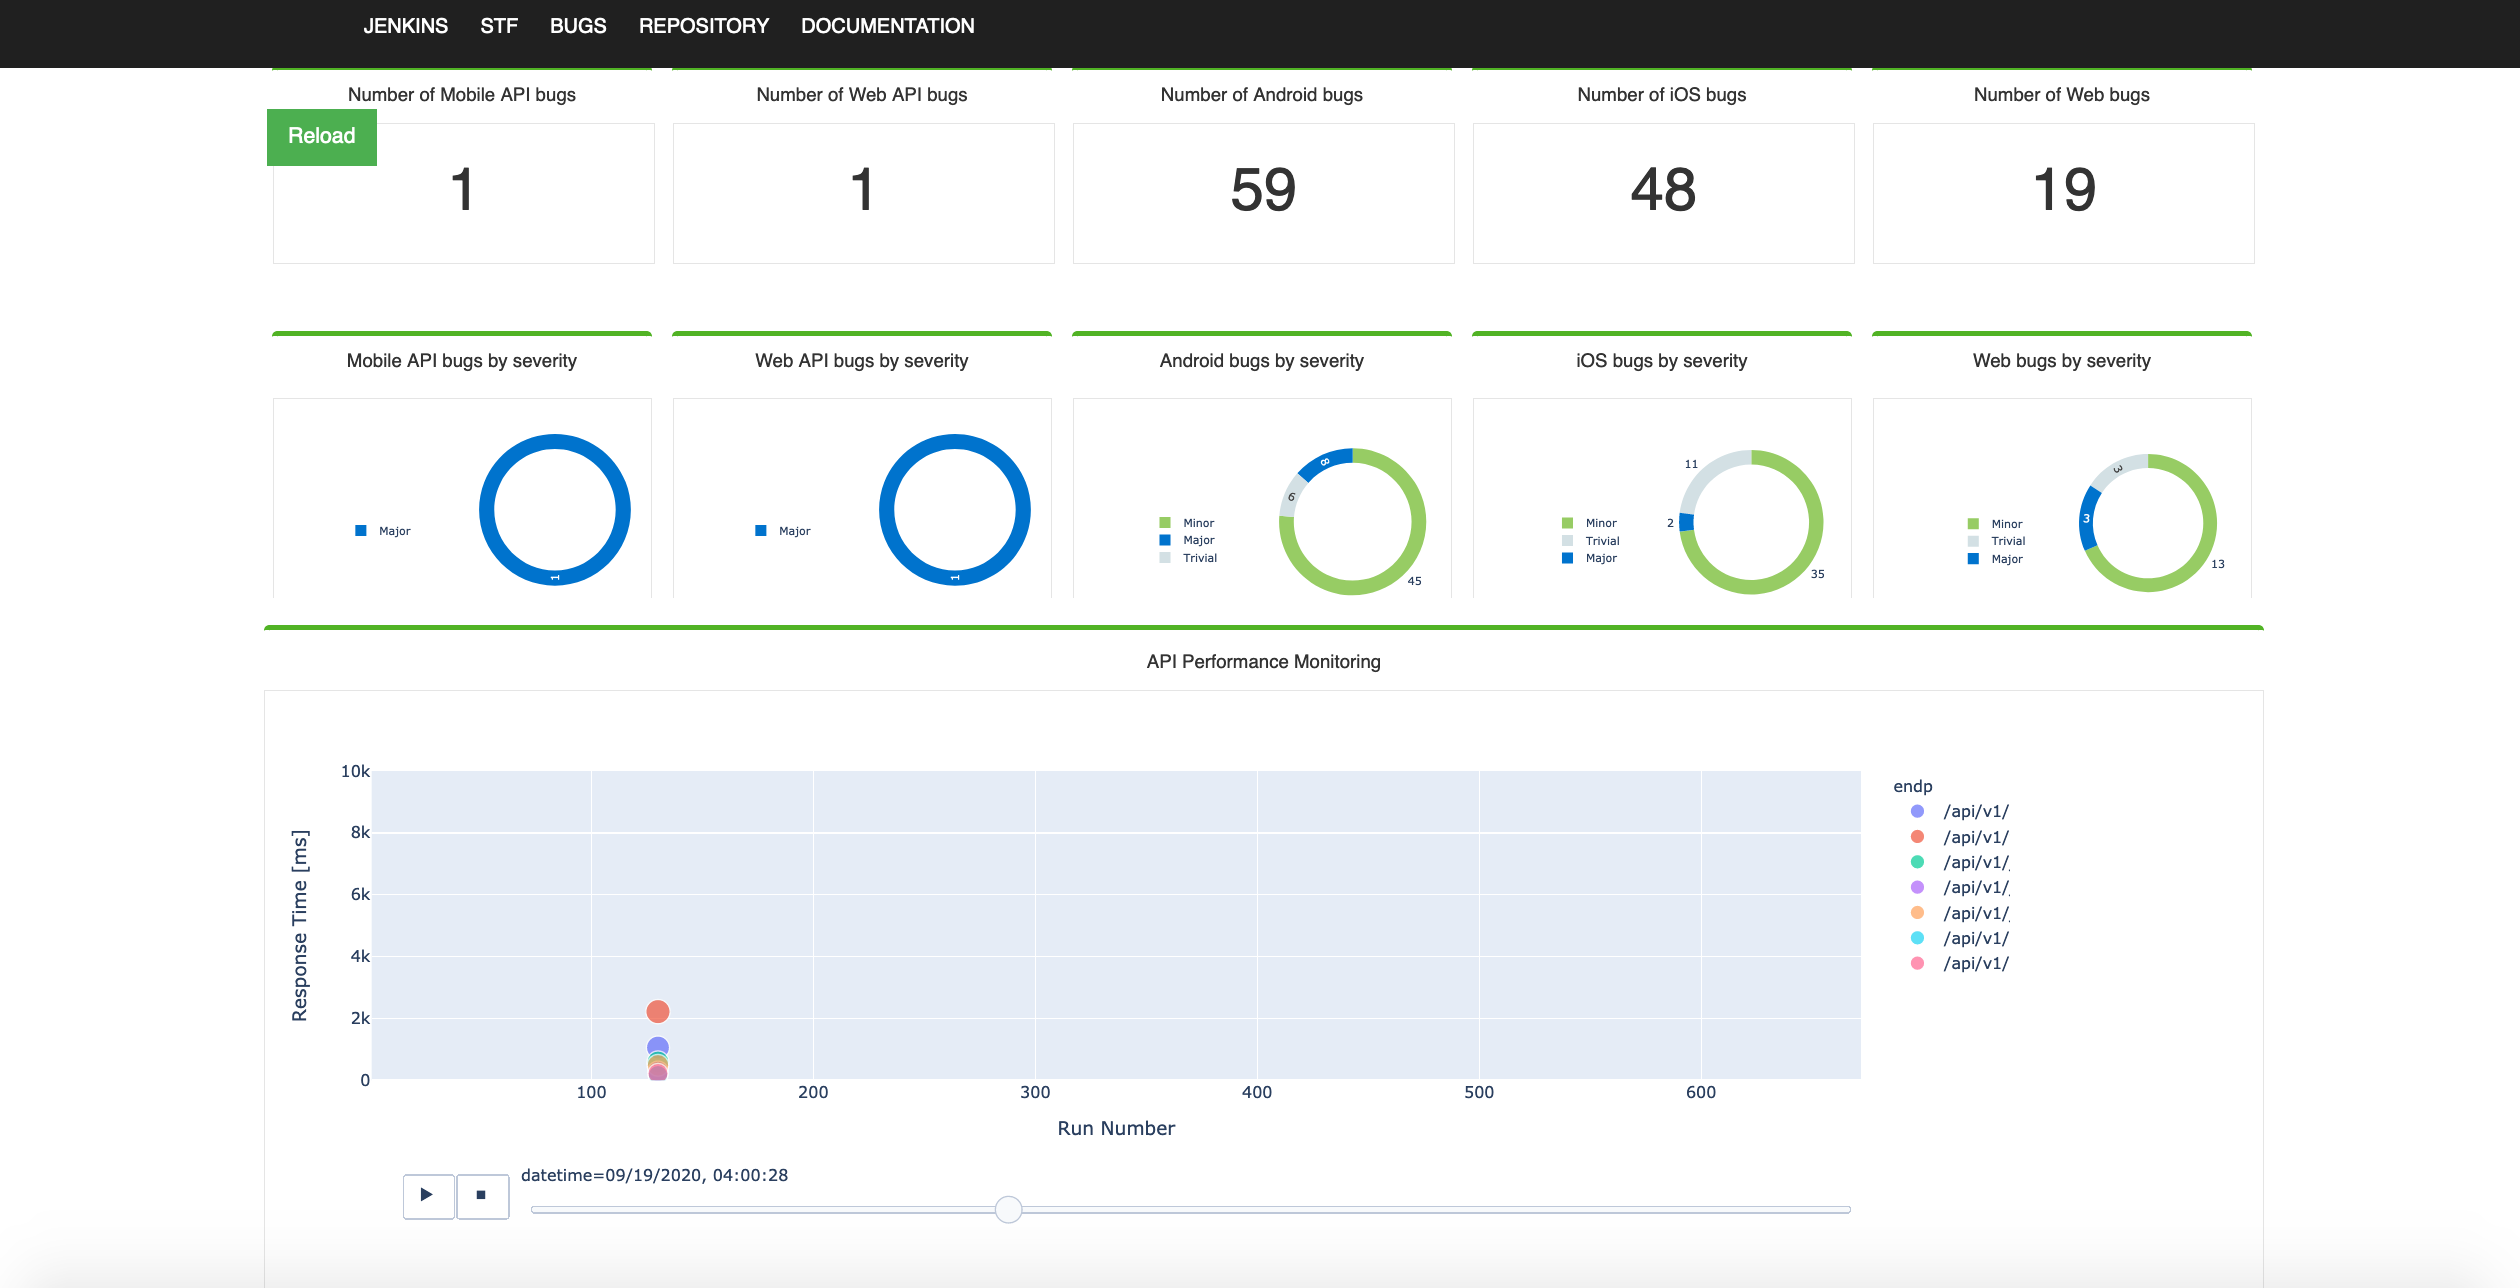 JENKINS STF BUGS REPOSITORY DOCUMENTATION
Number of Mobile API bugs
Number of Web API bugs
Number of Android bugs
Number of iOS bugs
Number of Web bugs
Reload
1
1
59
48
19
Mobile API bugs by severity
Web API bugs by severity
Android bugs by severity
iOS bugs by severity
Web bugs by severity
Major
1
Major
1
Minor
Major
Trivial
8
6
45
Minor
Trivial
Major
11
2
35
Minor
Trivial
Major
3
3
13
API Performance Monitoring
Response Time [ms]
10k
8k
6k
4k
2k
0
100 200 300 400 500 600
Run Number
endp
/api/v1/
/api/v1/
/api/v1/
/api/v1/
/api/v1/
/api/v1/
/api/v1/
datetime=09/19/2020, 04:00:28